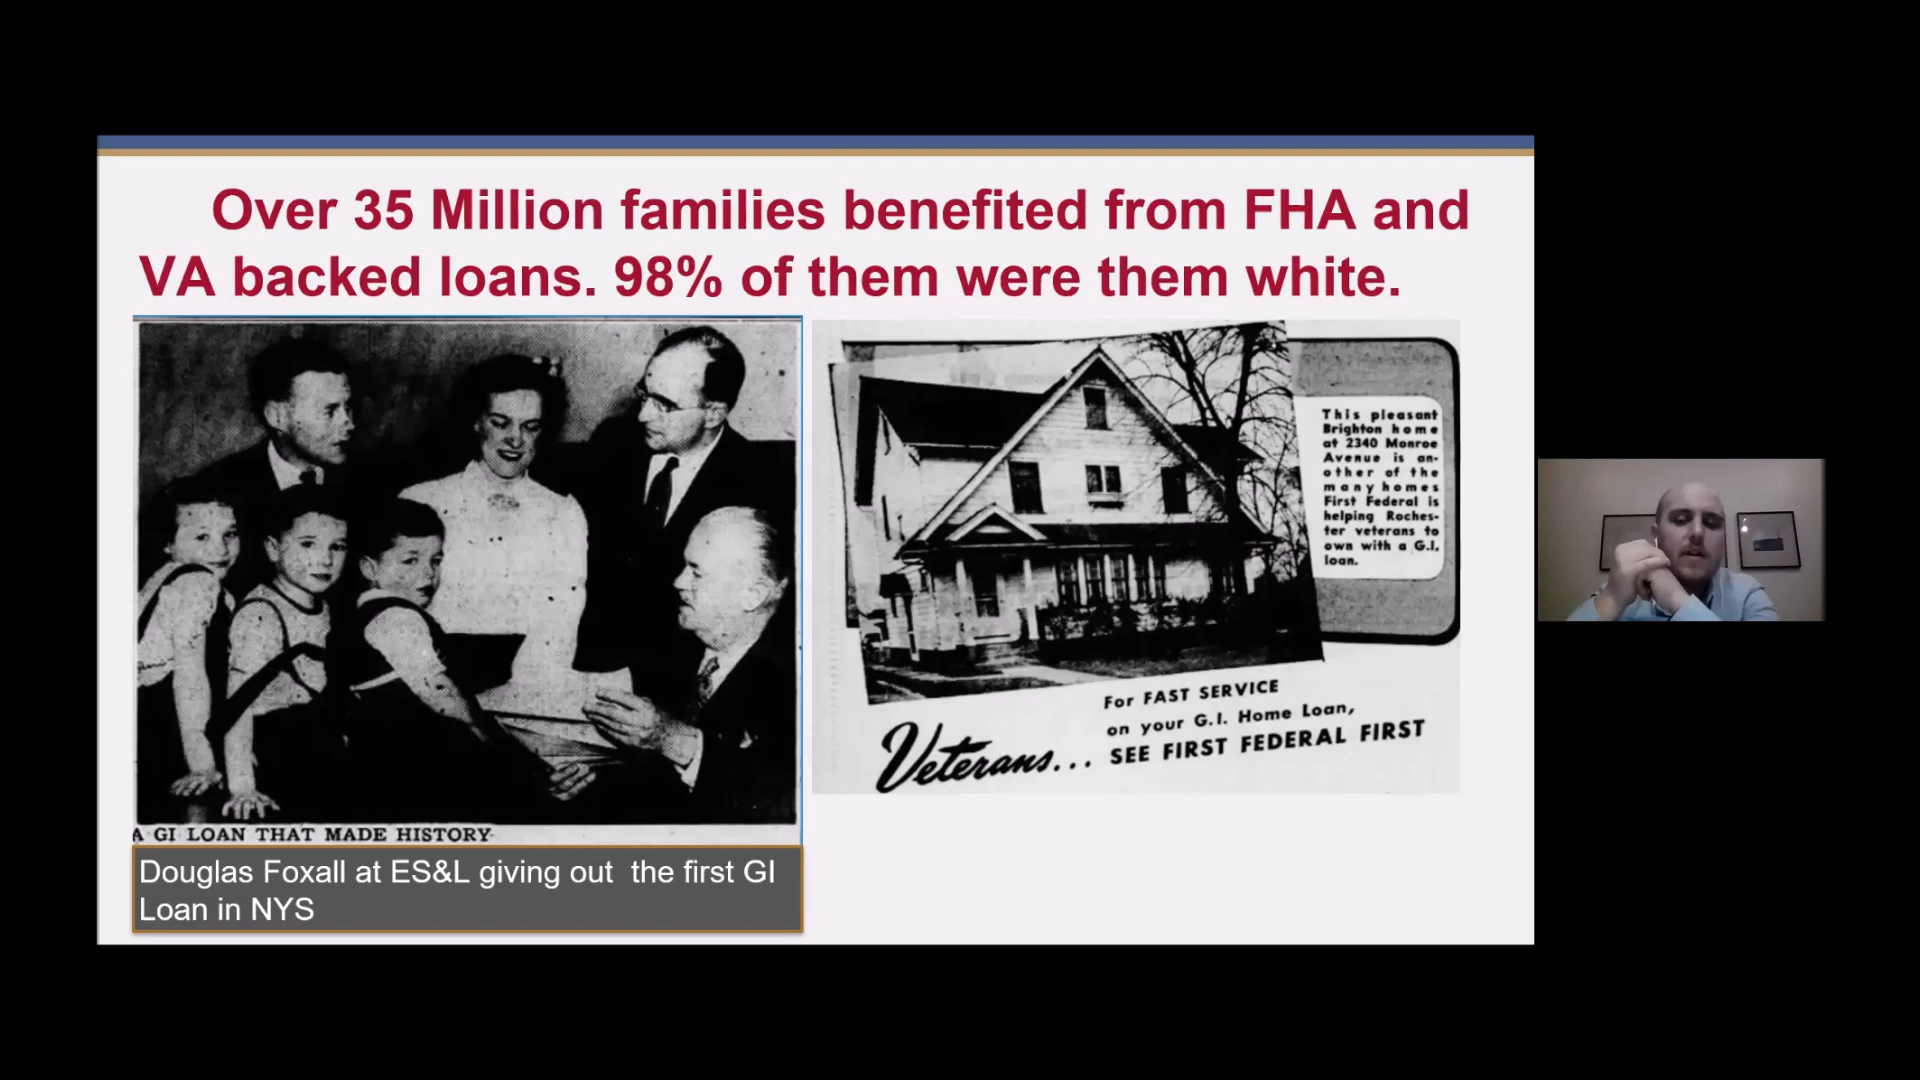 Over 35 Million families benefited from FHA and
VA backed loans. 98% of them were them white.
A GI LOAN THAT MADE HISTORY
Douglas Foxall at ES&L giving out the first GI
Loan in NYS
This pleasant
Brighton home
at 2340 Monroe
Avenue is an-
other of the
many homes
First Federal is
helping Roches-
ter veterans to
own with a G.I.
loan.
For FAST SERVICE
on your G.I. Home Loan,
Veterans... SEE FIRST FEDERAL FIRST